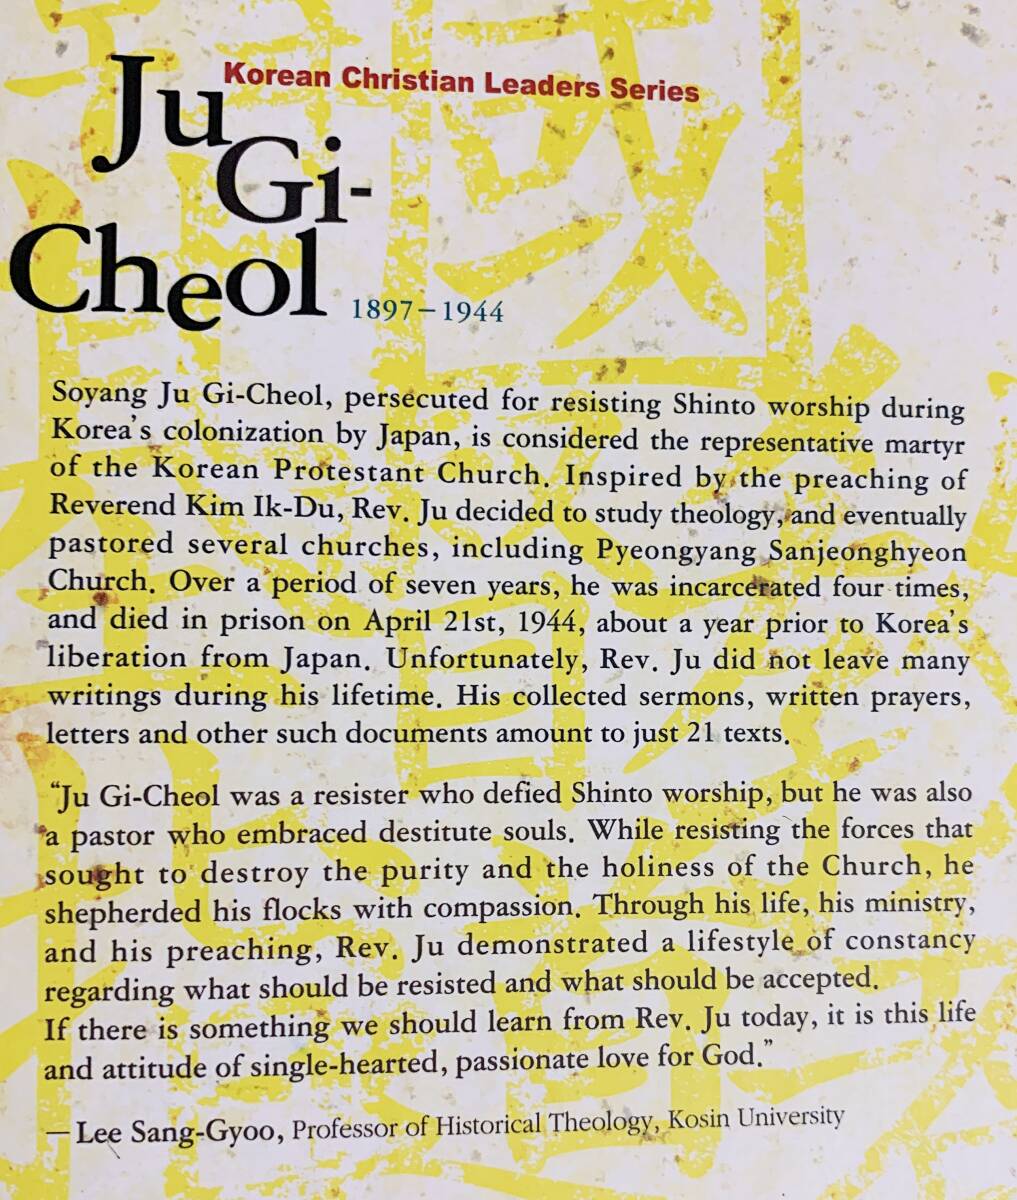 Korean Christian Leaders Series
Ju
Gi-
Cheol
1897–1944
Soyang Ju Gi-Cheol, persecuted for resisting Shinto worship during
Korea's colonization by Japan, is considered the representative martyr
of the Korean Protestant Church. Inspired by the preaching of
Reverend Kim Ik-Du, Rev. Ju decided to study theology, and eventually
pastored several churches, including Pyeongyang Sanjeonghyeon
Church. Over a period of seven years, he was incarcerated four times,
and died in prison on April 21st, 1944, about a year prior to Korea's
liberation from Japan. Unfortunately, Rev. Ju did not leave many
writings during his lifetime. His collected sermons, written prayers,
letters and other such documents amount to just 21 texts.
“Ju Gi-Cheol was a resister who defied Shinto worship, but he was also
a pastor who embraced destitute souls. While resisting the forces that
sought to destroy the purity and the holiness of the Church, he
shepherded his flocks with compassion. Through his life, his ministry,
and his preaching, Rev. Ju demonstrated a lifestyle of constancy
regarding what should be resisted and what should be accepted.
If there is something we should learn from Rev. Ju today, it is this life
and attitude of single-hearted, passionate love for God.”
—Lee Sang-Gyoo, Professor of Historical Theology, Kosin University